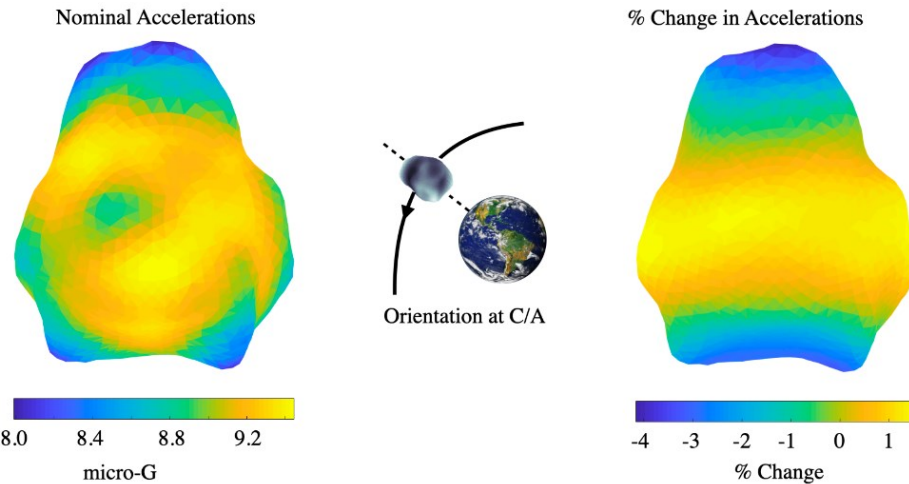 Nominal Accelerations
% Change in Accelerations
Orientation at C/A
8.0 8.4 8.8 9.2
micro-G
-4 -3 -2 -1 0 1
% Change